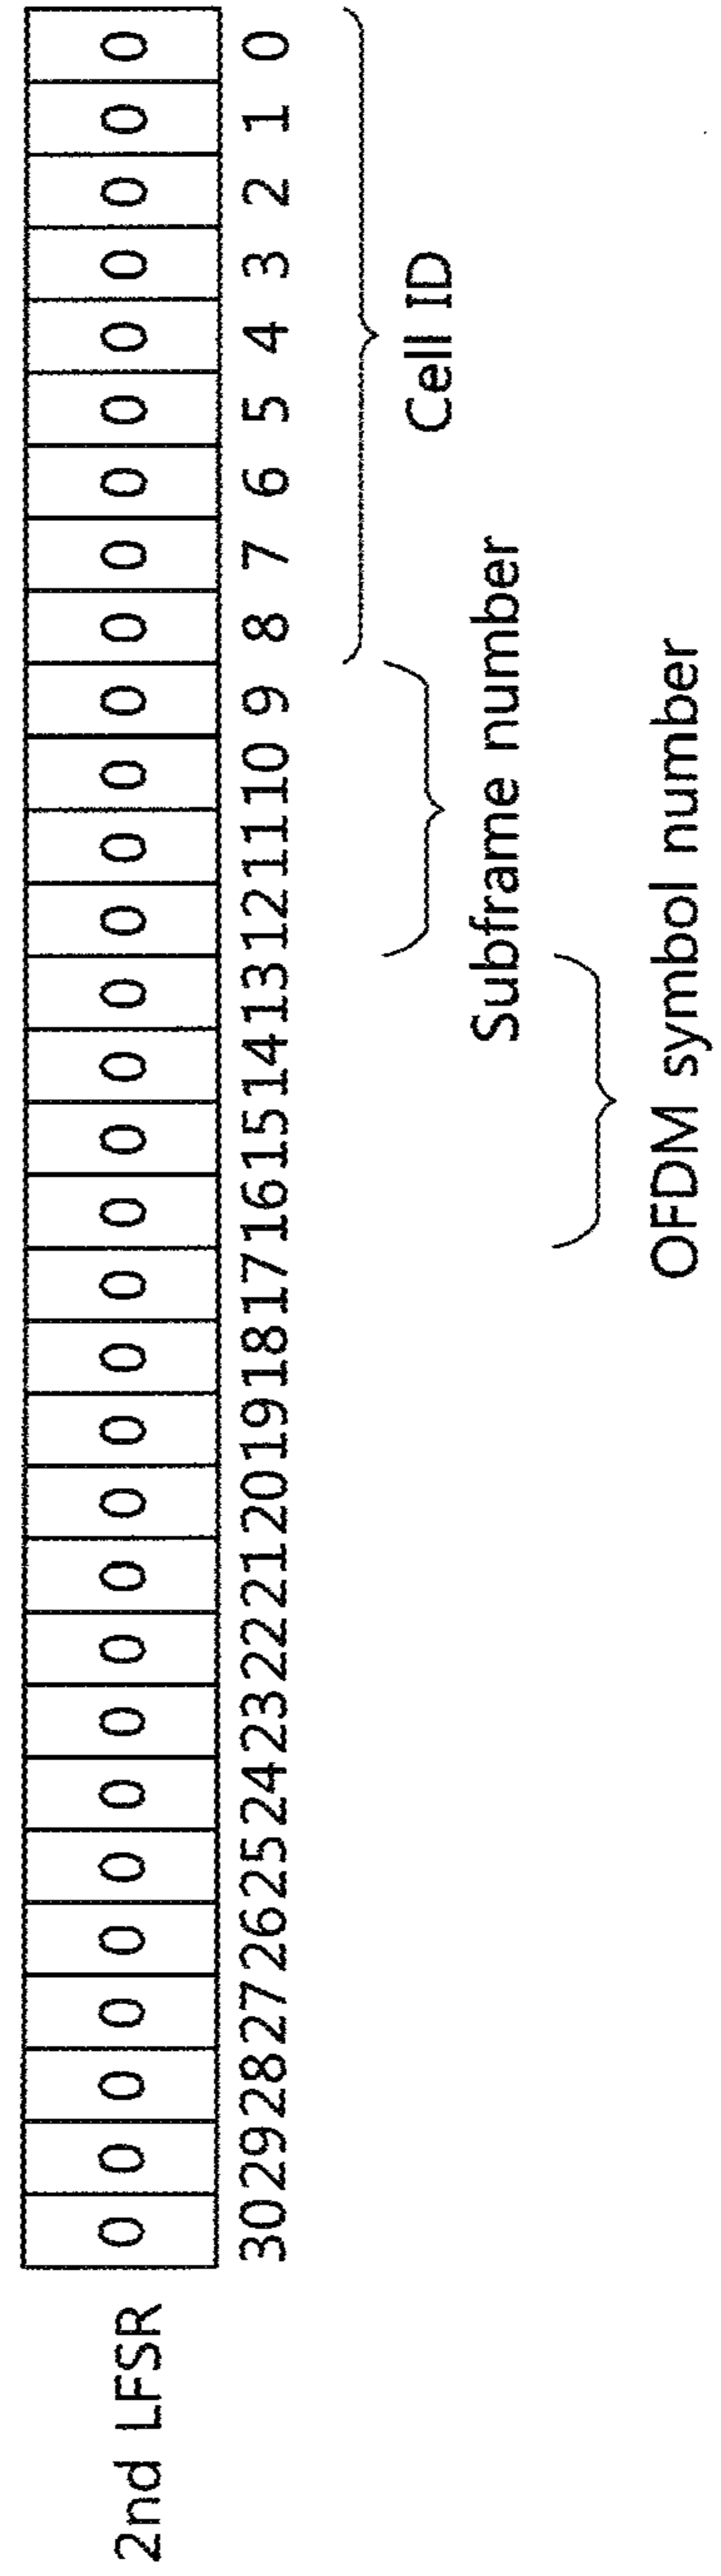 2nd LFSR 0 0 0 0 0 0 0 0 0 0 0 0 0 0 0 0 0 0 0 0 0 0 0 0 0 0 0 0 0 0 0
30 29 28 27 26 25 24 23 22 21 20 19 18 17 16 15 14 13 12 11 10 9 8 7 6 5 4 3 2 1 0
Cell ID
Subframe number
OFDM symbol number